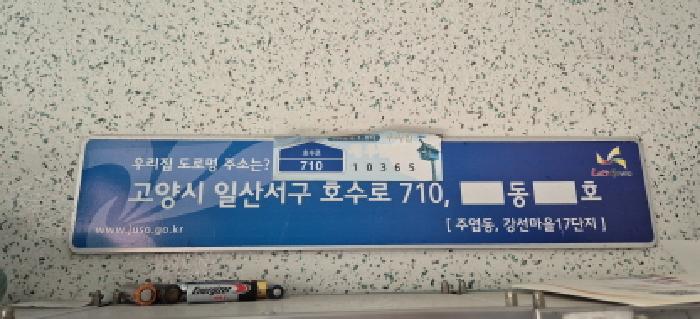 우리집 도로명 주소는?
호수로
710
10365
고양시 일산서구 호수로 710, 동 호
[ 주엽동, 강선마을17단지 ]
www.juso.go.kr
Energizer